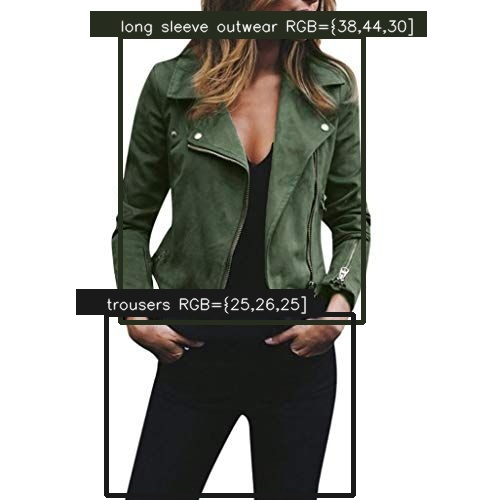 long sleeve outwear RGB={38,44,30]
trousers RGB={25,26,25]